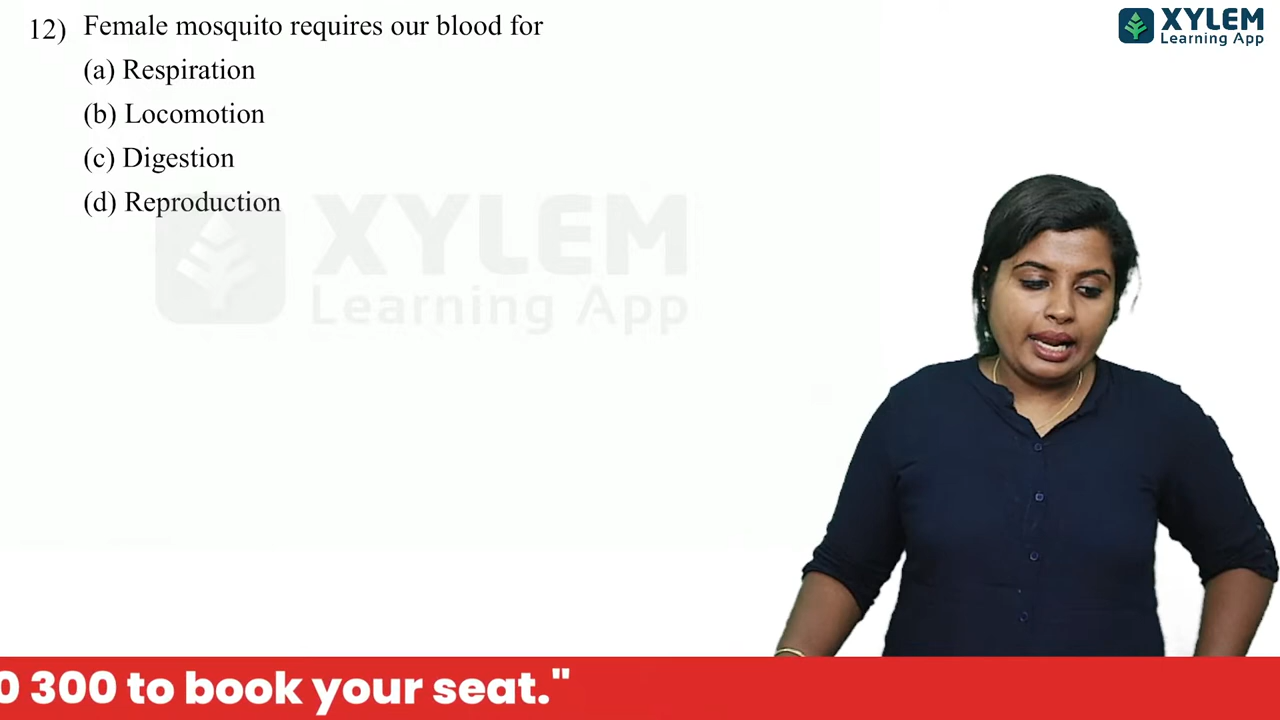 12) Female mosquito requires our blood for
(a) Respiration
(b) Locomotion
(c) Digestion
(d) Reproduction
XYLEM
Learning App
XYLEM
Learning App
0 300 to book your seat."